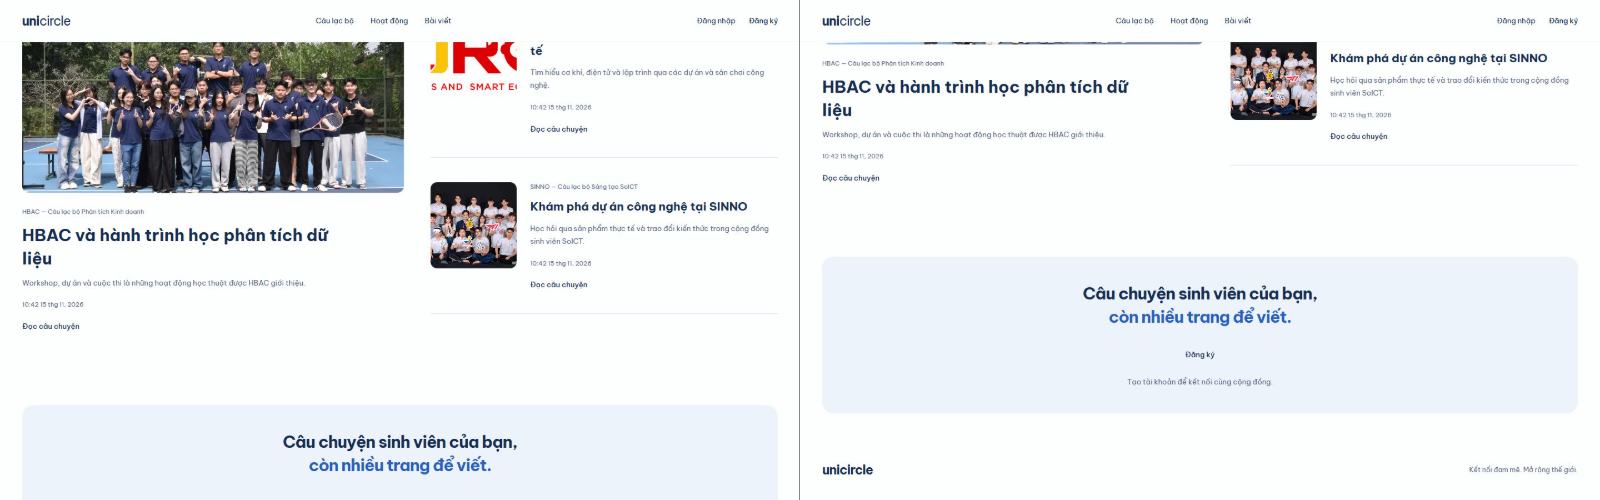 unicircle
Câu lạc bộ
Hoạt động
Bài viết
Đăng nhập
Đăng ký
tế
Tìm hiểu cơ khí, điện tử và lập trình qua các dự án và sân chơi công
nghệ.
10:42 15 thg 11, 2026
Đọc câu chuyện
S AND SMART
SINNO — Câu lạc bộ Sáng tạo SoICT
Khám phá dự án công nghệ tại SINNO
Học hỏi qua sản phẩm thực tế và trao đổi kiến thức trong cộng đồng
sinh viên SoICT.
10:42 15 thg 11, 2026
Đọc câu chuyện
HBAC — Câu lạc bộ Phân tích Kinh doanh
HBAC và hành trình học phân tích dữ
liệu
Workshop, dự án và cuộc thi là những hoạt động học thuật được HBAC giới thiệu.
10:42 15 thg 11, 2026
Đọc câu chuyện
Câu chuyện sinh viên của bạn,
còn nhiều trang để viết.
unicircle
Câu lạc bộ
Hoạt động
Bài viết
Đăng nhập
Đăng ký
HBAC — Câu lạc bộ Phân tích Kinh doanh
HBAC và hành trình học phân tích dữ
liệu
Workshop, dự án và cuộc thi là những hoạt động học thuật được HBAC giới thiệu.
10:42 15 thg 11, 2026
Đọc câu chuyện
Khám phá dự án công nghệ tại SINNO
Học hỏi qua sản phẩm thực tế và trao đổi kiến thức trong cộng đồng
sinh viên SoICT.
10:42 15 thg 11, 2026
Đọc câu chuyện
Câu chuyện sinh viên của bạn,
còn nhiều trang để viết.
Đăng ký
Tạo tài khoản để kết nối cùng cộng đồng.
unicircle
Kết nối đam mê. Mở rộng thế giới.